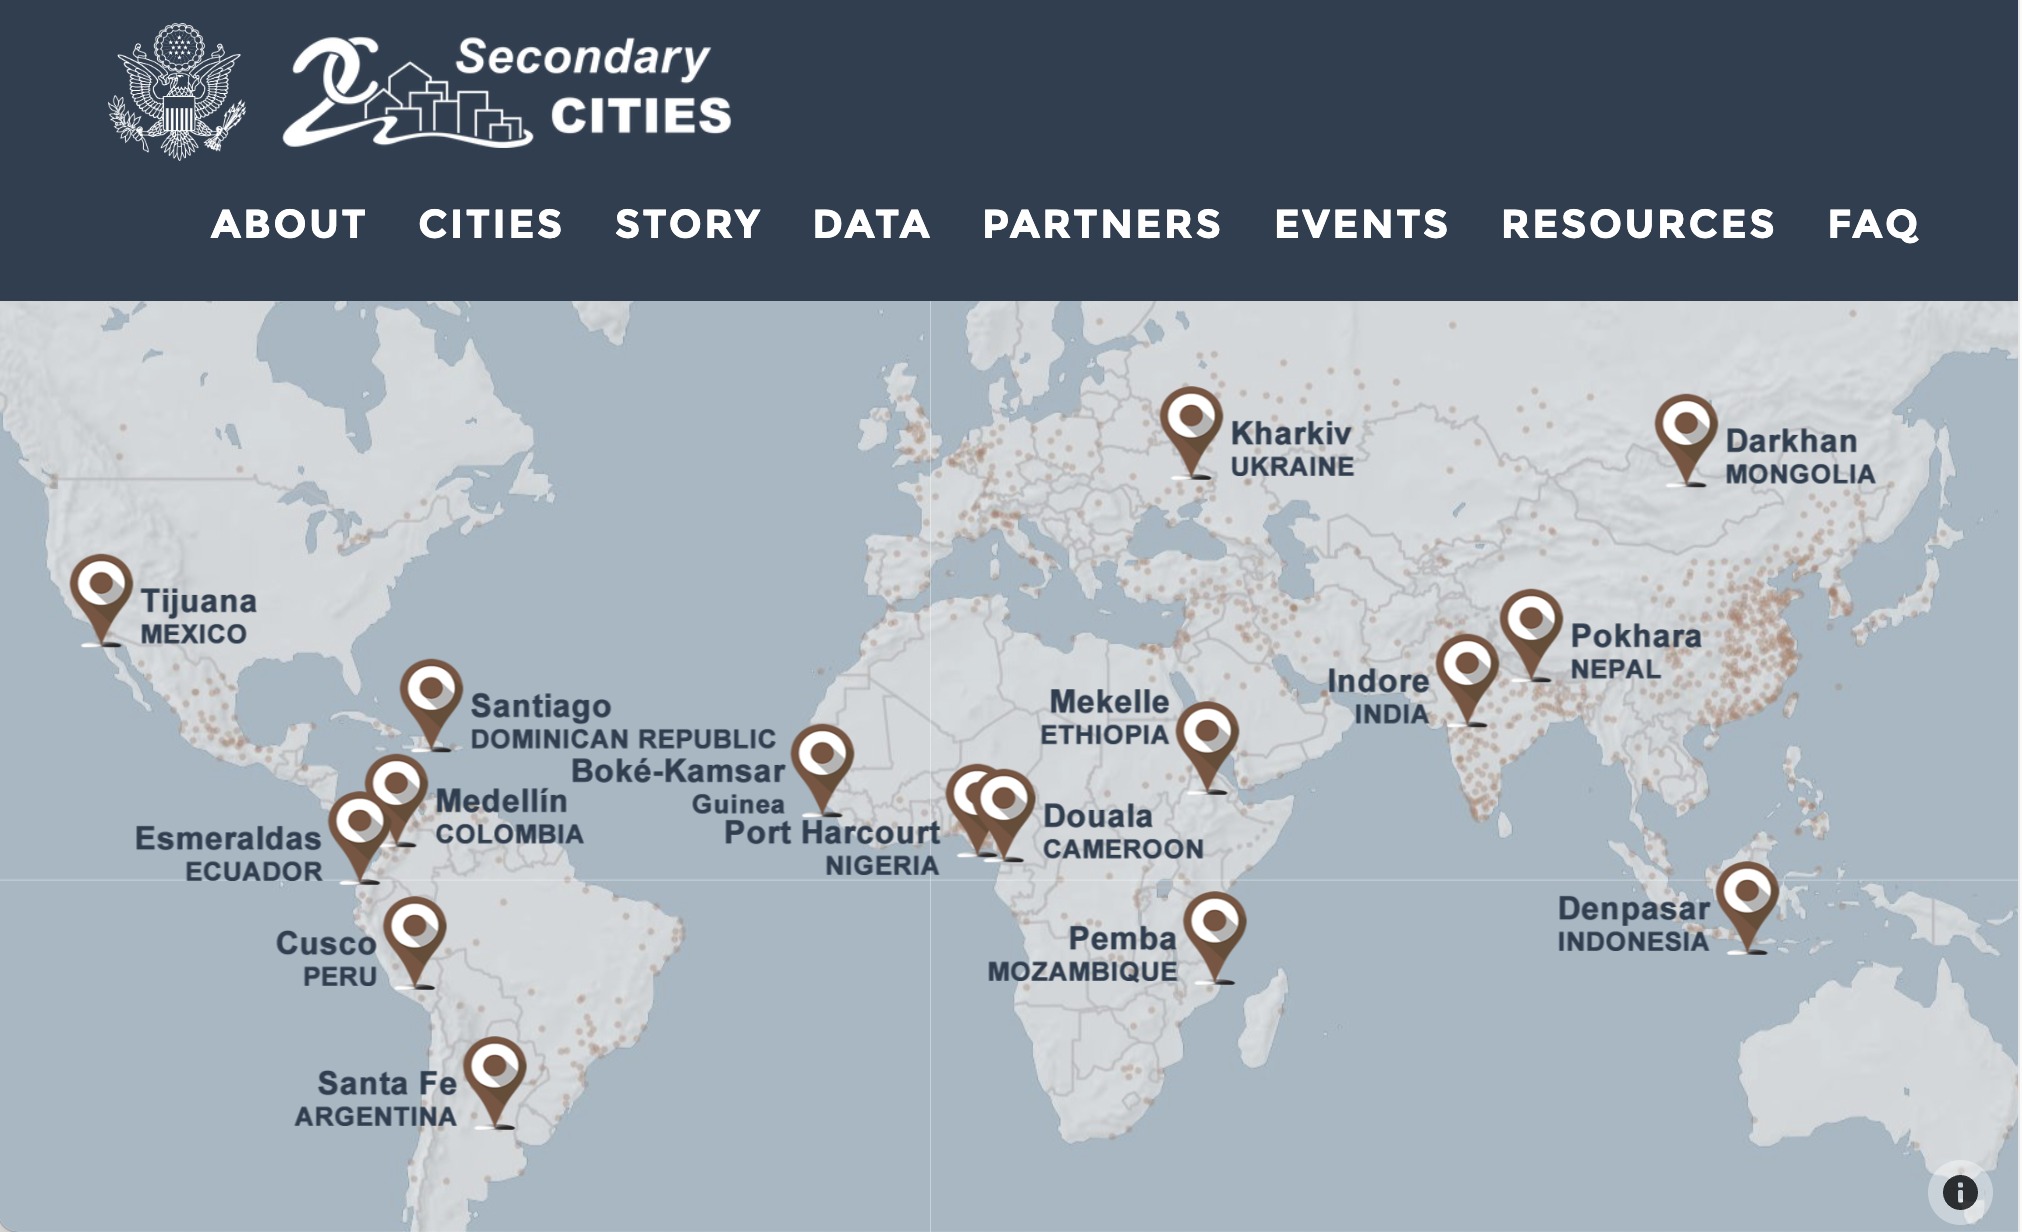 Secondary
CITIES
ABOUT CITIES STORY DATA PARTNERS EVENTS RESOURCES FAQ
Kharkiv
UKRAINE
Darkhan
MONGOLIA
Tijuana
MEXICO
Pokhara
NEPAL
Indore
INDIA
Mekelle
ETHIOPIA
Santiago
DOMINICAN REPUBLIC
Boké-Kamsar
Guinea
Medellín
COLOMBIA
Port Harcourt
NIGERIA
Douala
CAMEROON
Esmeraldas
ECUADOR
Denpasar
INDONESIA
Cusco
PERU
Pemba
MOZAMBIQUE
Santa Fe
ARGENTINA
i